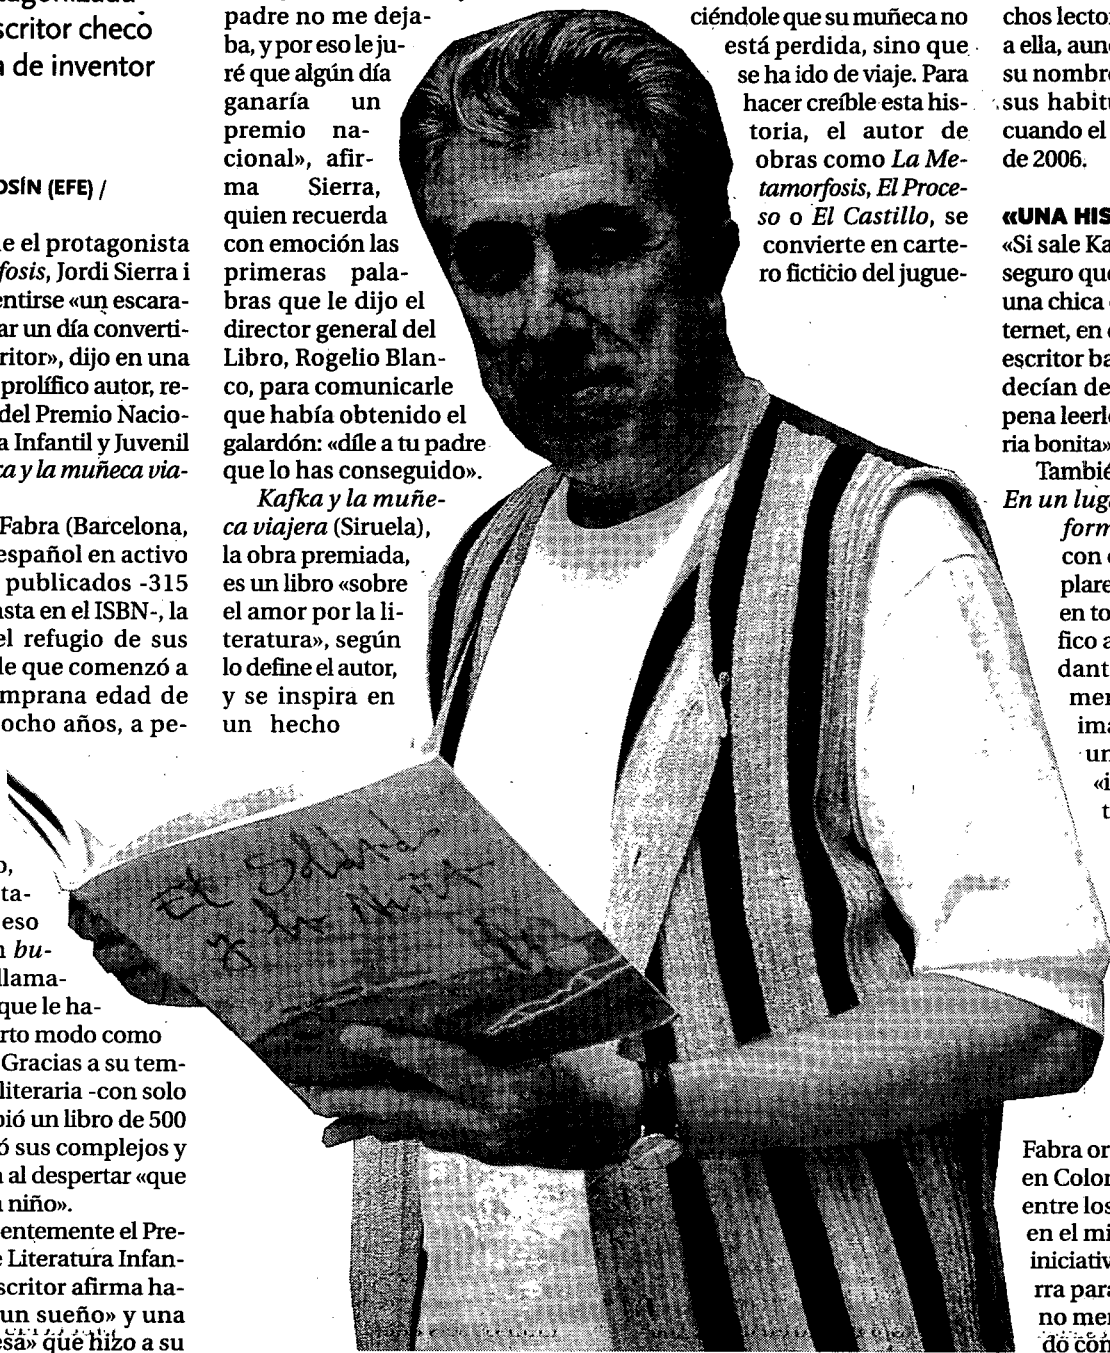 scritor checo
a de inventor
OSÍN (EFE) /
e el protagonista
fosis, Jordi Sierra i
entirse «un escara-
ar un día converti-
ritor», dijo en una
prolífico autor, re-
del Premio Nacio-
a Infantil y Juvenil
ca y la muñeca via-
Fabra (Barcelona,
español en activo
publicados -315
asta en el ISBN-, la
el refugio de sus
de que comenzó a
mprana edad de
ocho años, a pe-
o,
ta-
eso
n bu-
llama-
que le ha-
rto modo como
Gracias a su tem-
literaria -con solo
bió un libro de 500
ó sus complejos y
a al despertar «que
n niño».
entemente el Pre-
e Literatura Infan-
scritor afirma ha-
un sueño» y una
esa» que hizo a su
padre no me deja-
ba, y por eso le ju-
ré que algún día
ganaría un
premio na-
cional», afir-
ma Sierra,
quien recuerda
con emoción las
primeras pala-
bras que le dijo el
director general del
Libro, Rogelio Blan-
co, para comunicarle
que había obtenido el
galardón: «díle a tu padre
que lo has conseguido».
Kafka y la muñe-
ca viajera (Siruela),
la obra premiada,
es un libro «sobre
el amor por la li-
teratura», según
lo define el autor,
y se inspira en
un hecho
El Soldado
y la Niña
ciéndole que su muñeca no
está perdida, sino que
se ha ido de viaje. Para
hacer creíble esta his-
toria, el autor de
obras como La Me-
tamorfosis, El Proce-
so o El Castillo, se
convierte en carte-
ro ficticio del jugue-
chos lecto
a ella, aun
su nombre
sus habitu
cuando el
de 2006.
«UNA HIS
«Si sale Ka
seguro que
una chica
ternet, en
escritor ba
decían de
pena leerl
ria bonita»
Tambié
En un lug
form
con
plare
en to
fico a
dant
men
ima
un
«i
t
Fabra or
en Colon
entre los
en el mi
iniciativ
rra para
no men
do con